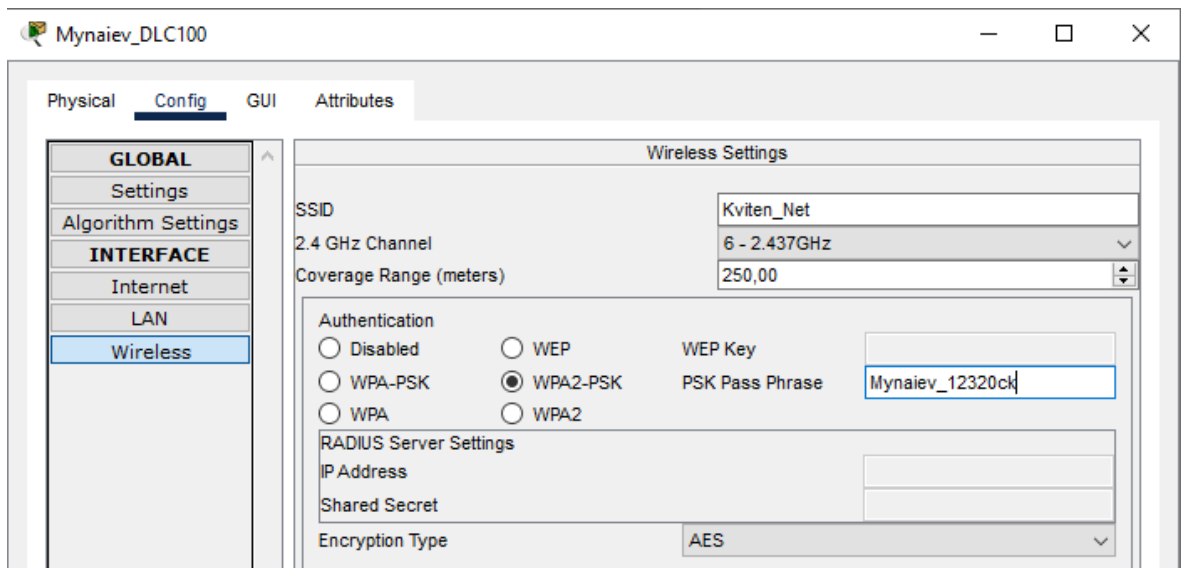 Mynaiev_DLC100
Physical Config GUI Attributes
GLOBAL
Settings
Algorithm Settings
INTERFACE
Internet
LAN
Wireless
Wireless Settings
SSID Kviten_Net
2.4 GHz Channel 6 - 2.437GHz
Coverage Range (meters) 250,00
Authentication
Disabled WEP WEP Key
WPA-PSK WPA2-PSK PSK Pass Phrase Mynaiev_12320ck
WPA WPA2
RADIUS Server Settings
IP Address
Shared Secret
Encryption Type AES